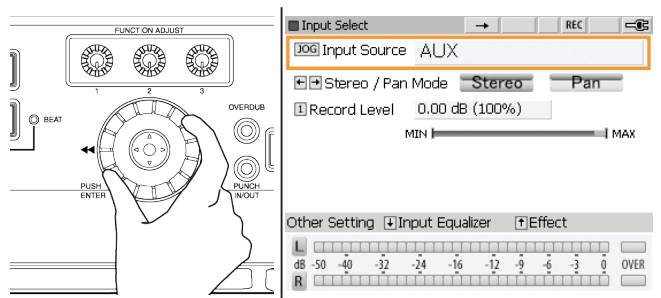 FUNCTION ADJUST
1 2 3
BEAT
OVERDUB
PUSH
ENTER
PUNCH
IN/OUT
Input Select → REC
JOG Input Source AUX
←→ Stereo / Pan Mode Stereo Pan
1 Record Level 0.00 dB (100%)
MIN MAX
Other Setting ↓ Input Equalizer ↑ Effect
L
dB -50 -40 -32 -24 -16 -12 -9 -6 -3 0 OVER
R